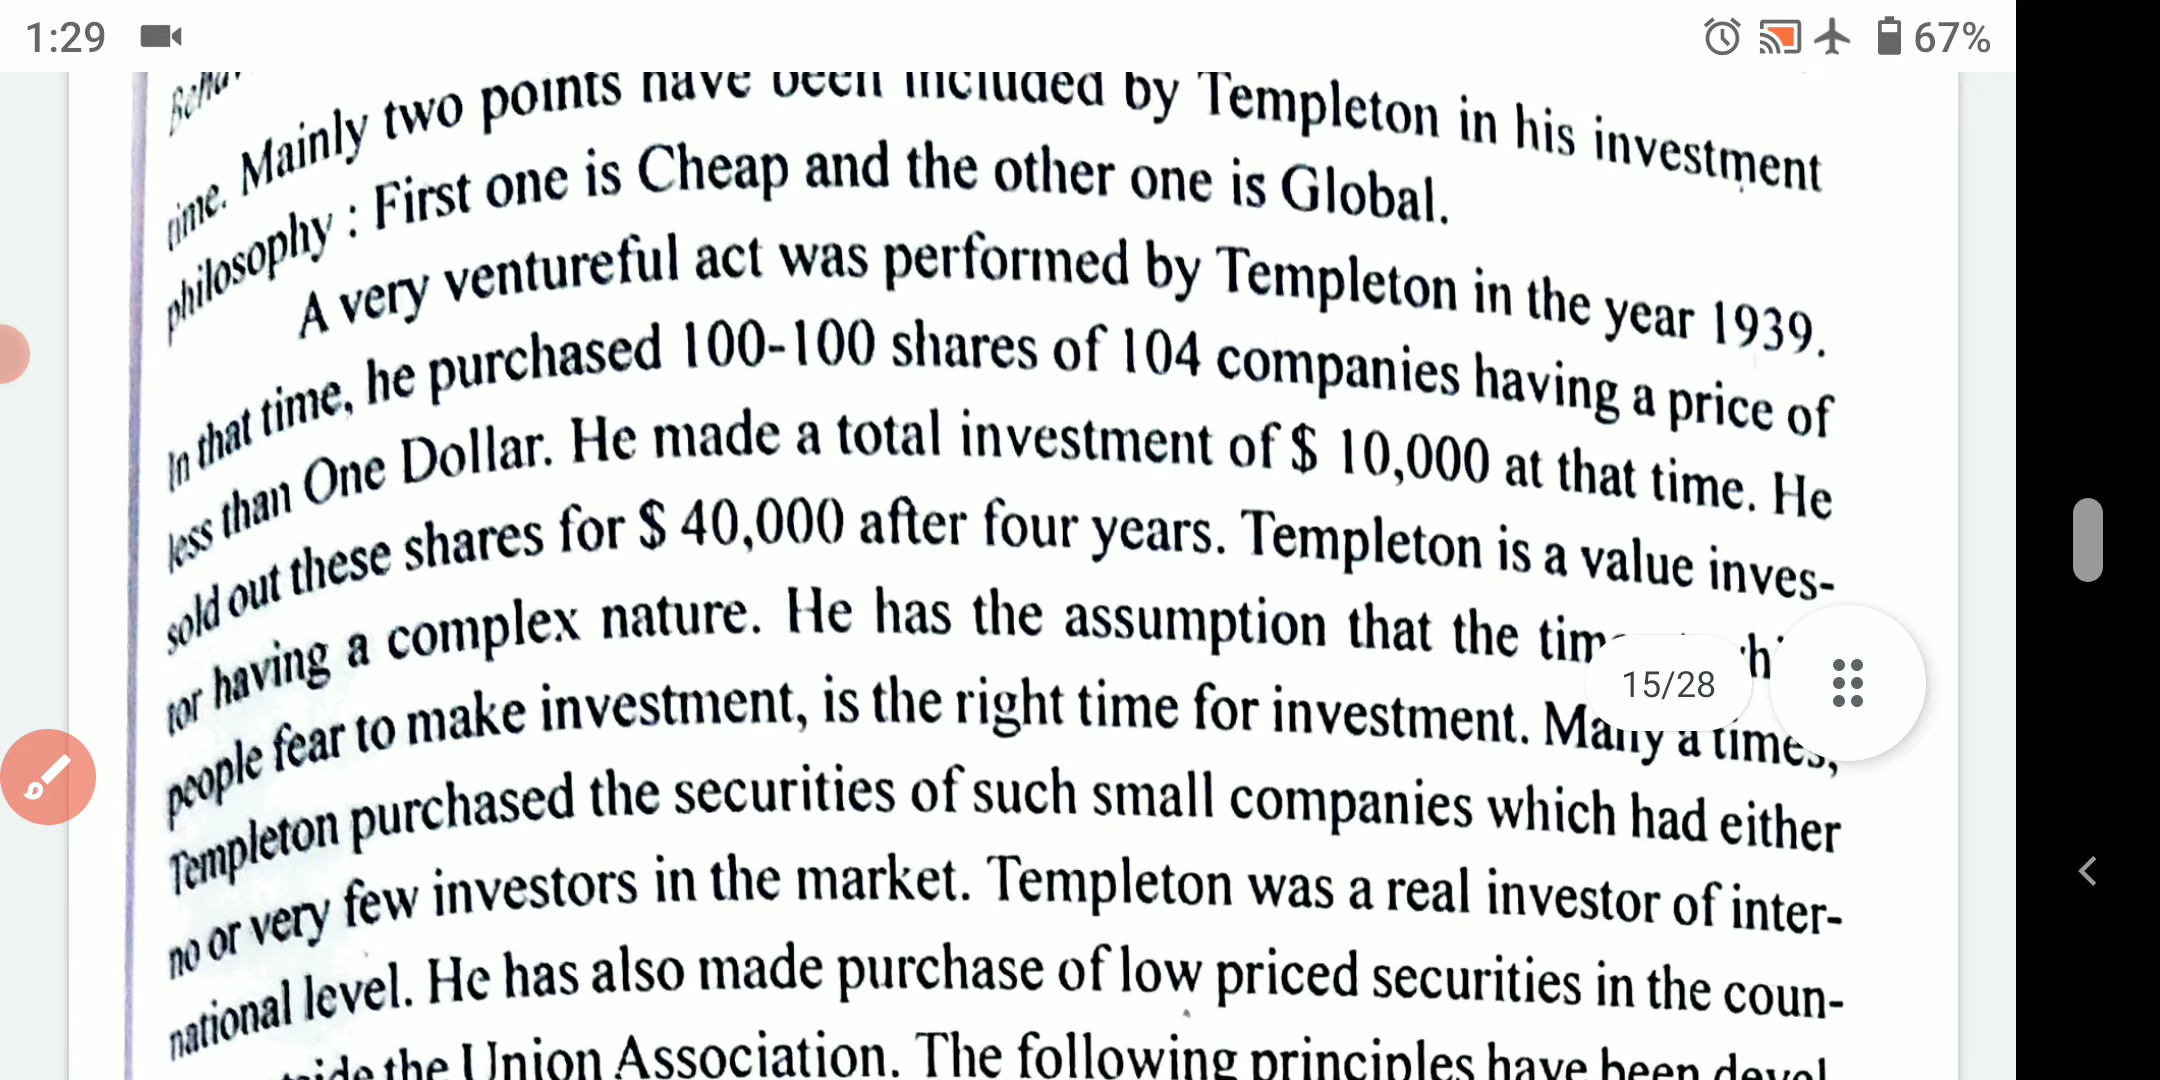 1:29 67%
time. Mainly two points have been included by Templeton in his investment
philosophy : First one is Cheap and the other one is Global.
A very ventureful act was performed by Templeton in the year 1939.
In that time, he purchased 100-100 shares of 104 companies having a price of
less than One Dollar. He made a total investment of $ 10,000 at that time. He
sold out these shares for $ 40,000 after four years. Templeton is a value inves-
tor having a complex nature. He has the assumption that the
people fear to make investment, is the right time for investment. Many a times,
15/28
Templeton purchased the securities of such small companies which had either
no or very few investors in the market. Templeton was a real investor of inter-
national level. He has also made purchase of low priced securities in the coun-
the Union Association. The following principles have been